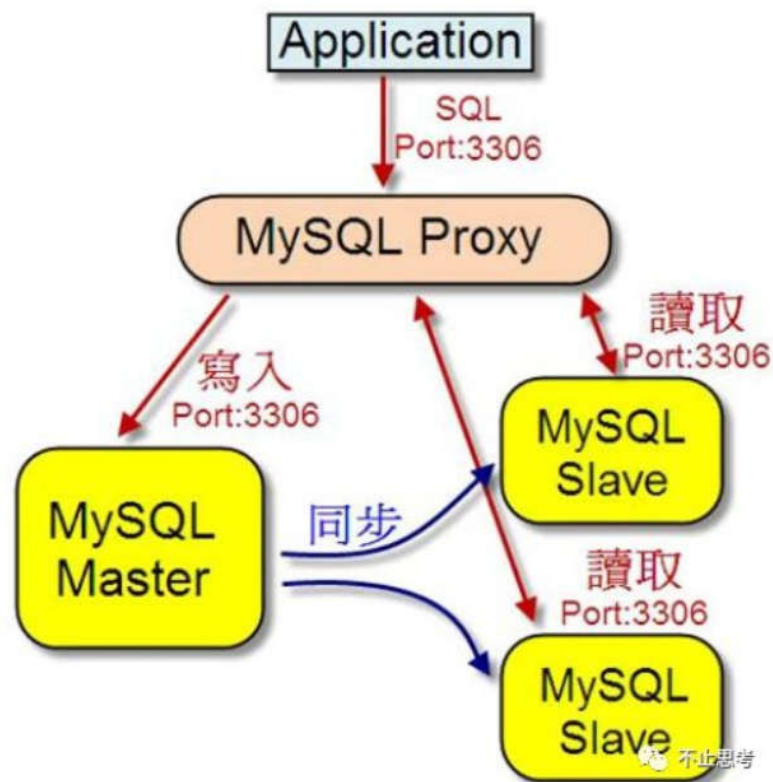 Application
SQL
Port:3306
MySQL Proxy
讀取
Port:3306
寫入
Port:3306
MySQL
Slave
同步
MySQL
Master
讀取
Port:3306
MySQL
Slave
不止思考